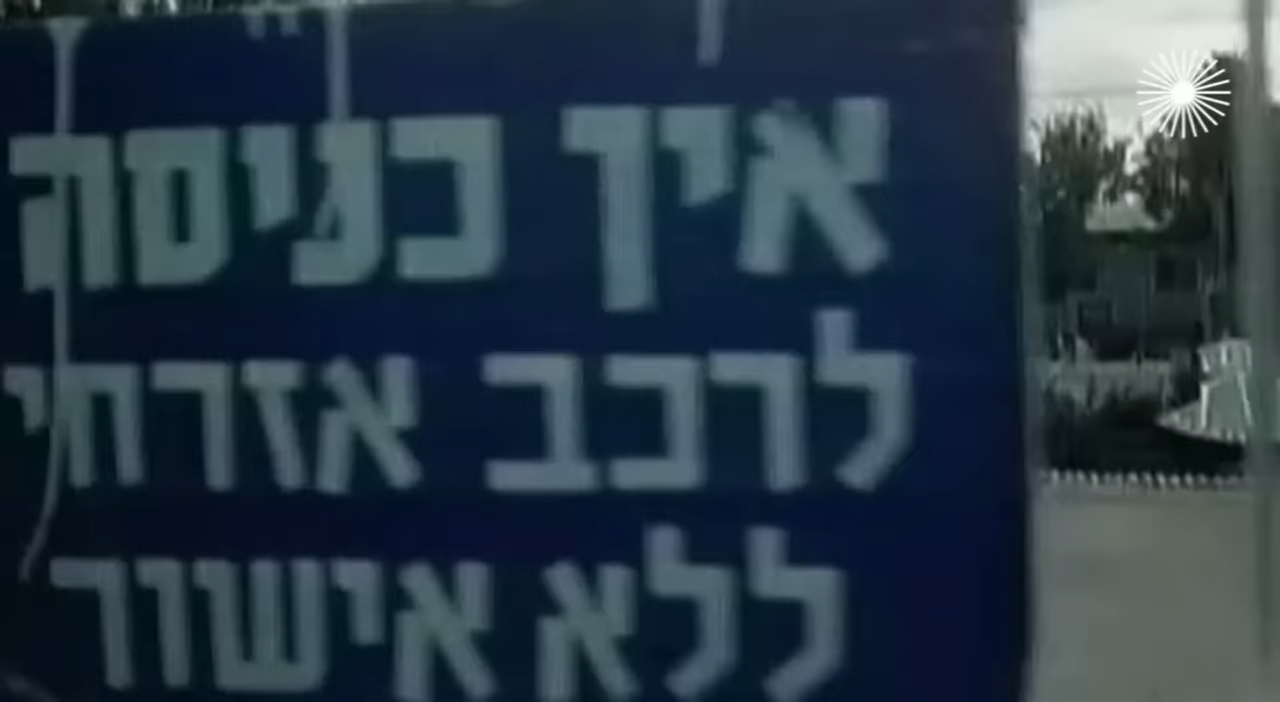 אין כניסה
לרכב אזרחי
ללא אישור